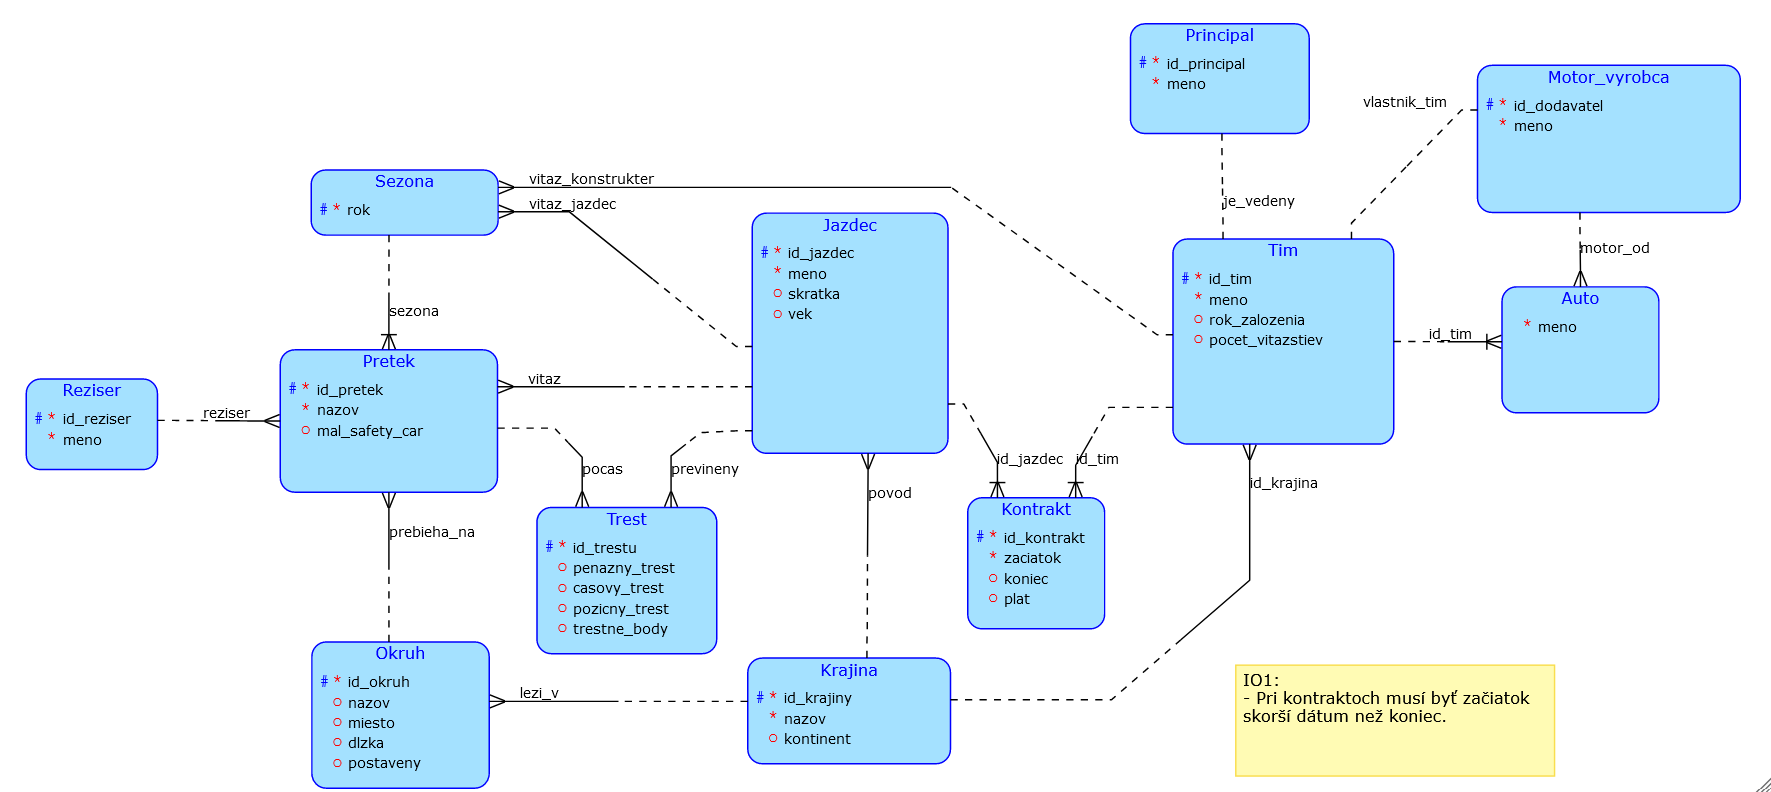 Principal
# * id_principal
* meno
Motor_vyrobca
# * id_dodavatel
* meno
vlastnik_tim
je_vedeny
motor_od
Sezona
# * rok
vitaz_konstrukter
vitaz_jazdec
Jazdec
# * id_jazdec
* meno
o skratka
o vek
Tim
# * id_tim
* meno
o rok_zalozenia
o pocet_vitazstiev
id_tim
Auto
* meno
sezona
Pretek
# * id_pretek
* nazov
o mal_safety_car
vitaz
Reziser
# * id_reziser
* meno
reziser
pocas
previneny
povod
id_jazdec
id_tim
id_krajina
prebieha_na
Trest
# * id_trestu
o penazny_trest
o casovy_trest
o pozicny_trest
o trestne_body
Kontrakt
# * id_kontrakt
* zaciatok
o koniec
o plat
Okruh
# * id_okruh
o nazov
o miesto
o dlzka
o postaveny
lezi_v
Krajina
# * id_krajiny
* nazov
o kontinent
IO1:
- Pri kontraktoch musí byť začiatok
skorší dátum než koniec.